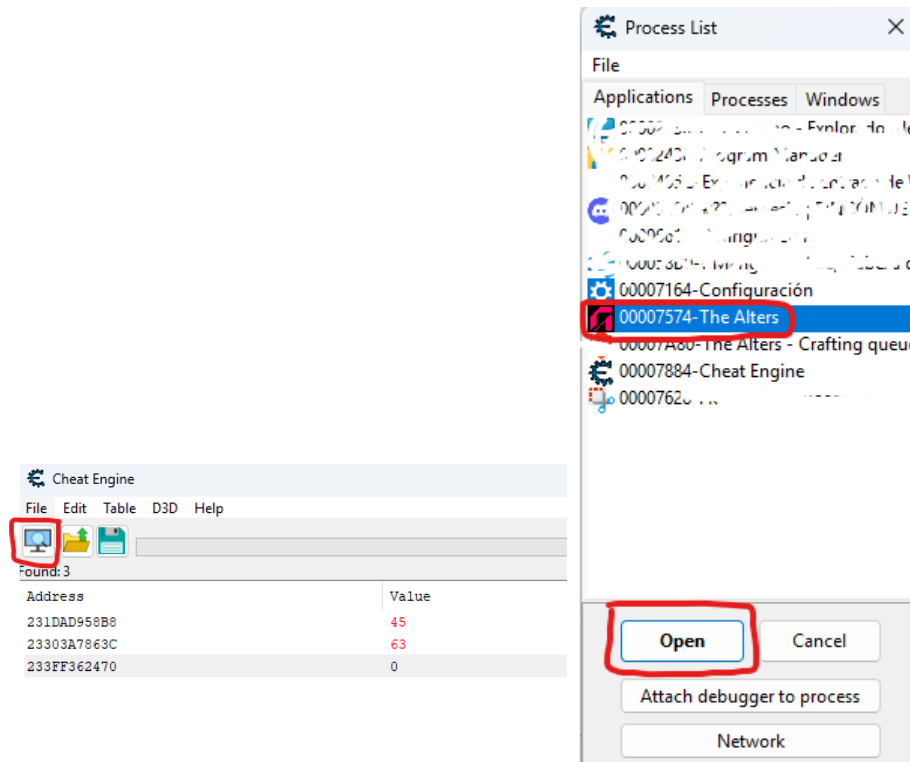 Process List
File
Applications Processes Windows
Program Manager
00007164-Configuración
00007574-The Alters
00007A80-The Alters - Crafting queue
00007884-Cheat Engine
Open Cancel
Attach debugger to process
Network
Cheat Engine
File Edit Table D3D Help
Found: 3
Address Value
231DAD958B8 45
23303A7863C 63
233FF362470 0